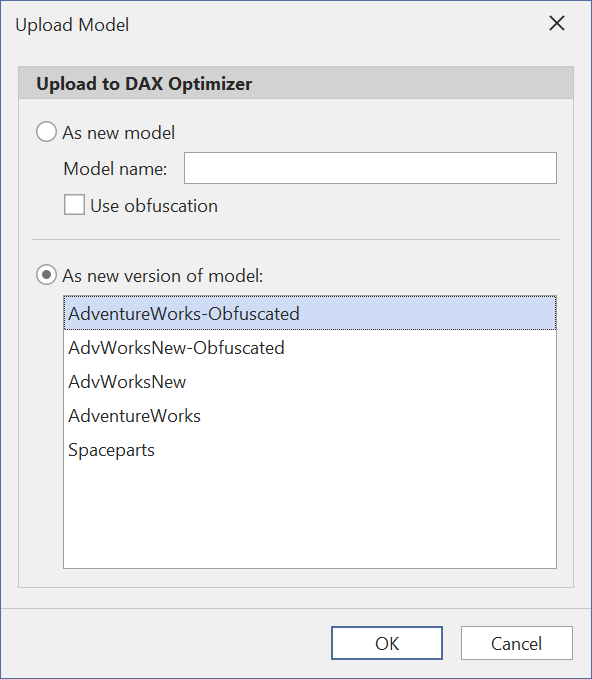 Upload Model
Upload to DAX Optimizer
As new model
Model name:
Use obfuscation
As new version of model:
AdventureWorks-Obfuscated
AdvWorksNew-Obfuscated
AdvWorksNew
AdventureWorks
Spaceparts
OK
Cancel